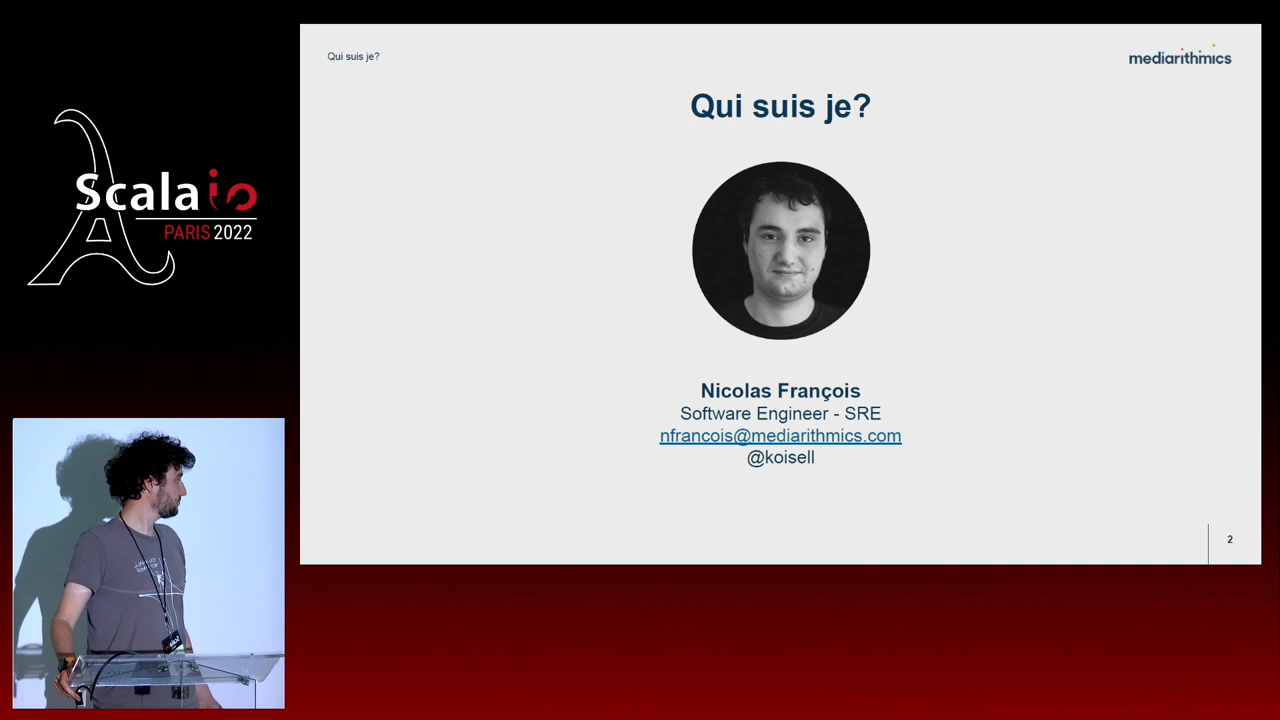 Scala io
PARIS 2022
Qui suis je?
mediarithmics
Qui suis je?
Nicolas François
Software Engineer - SRE
nfrancois@mediarithmics.com
@koisell
2